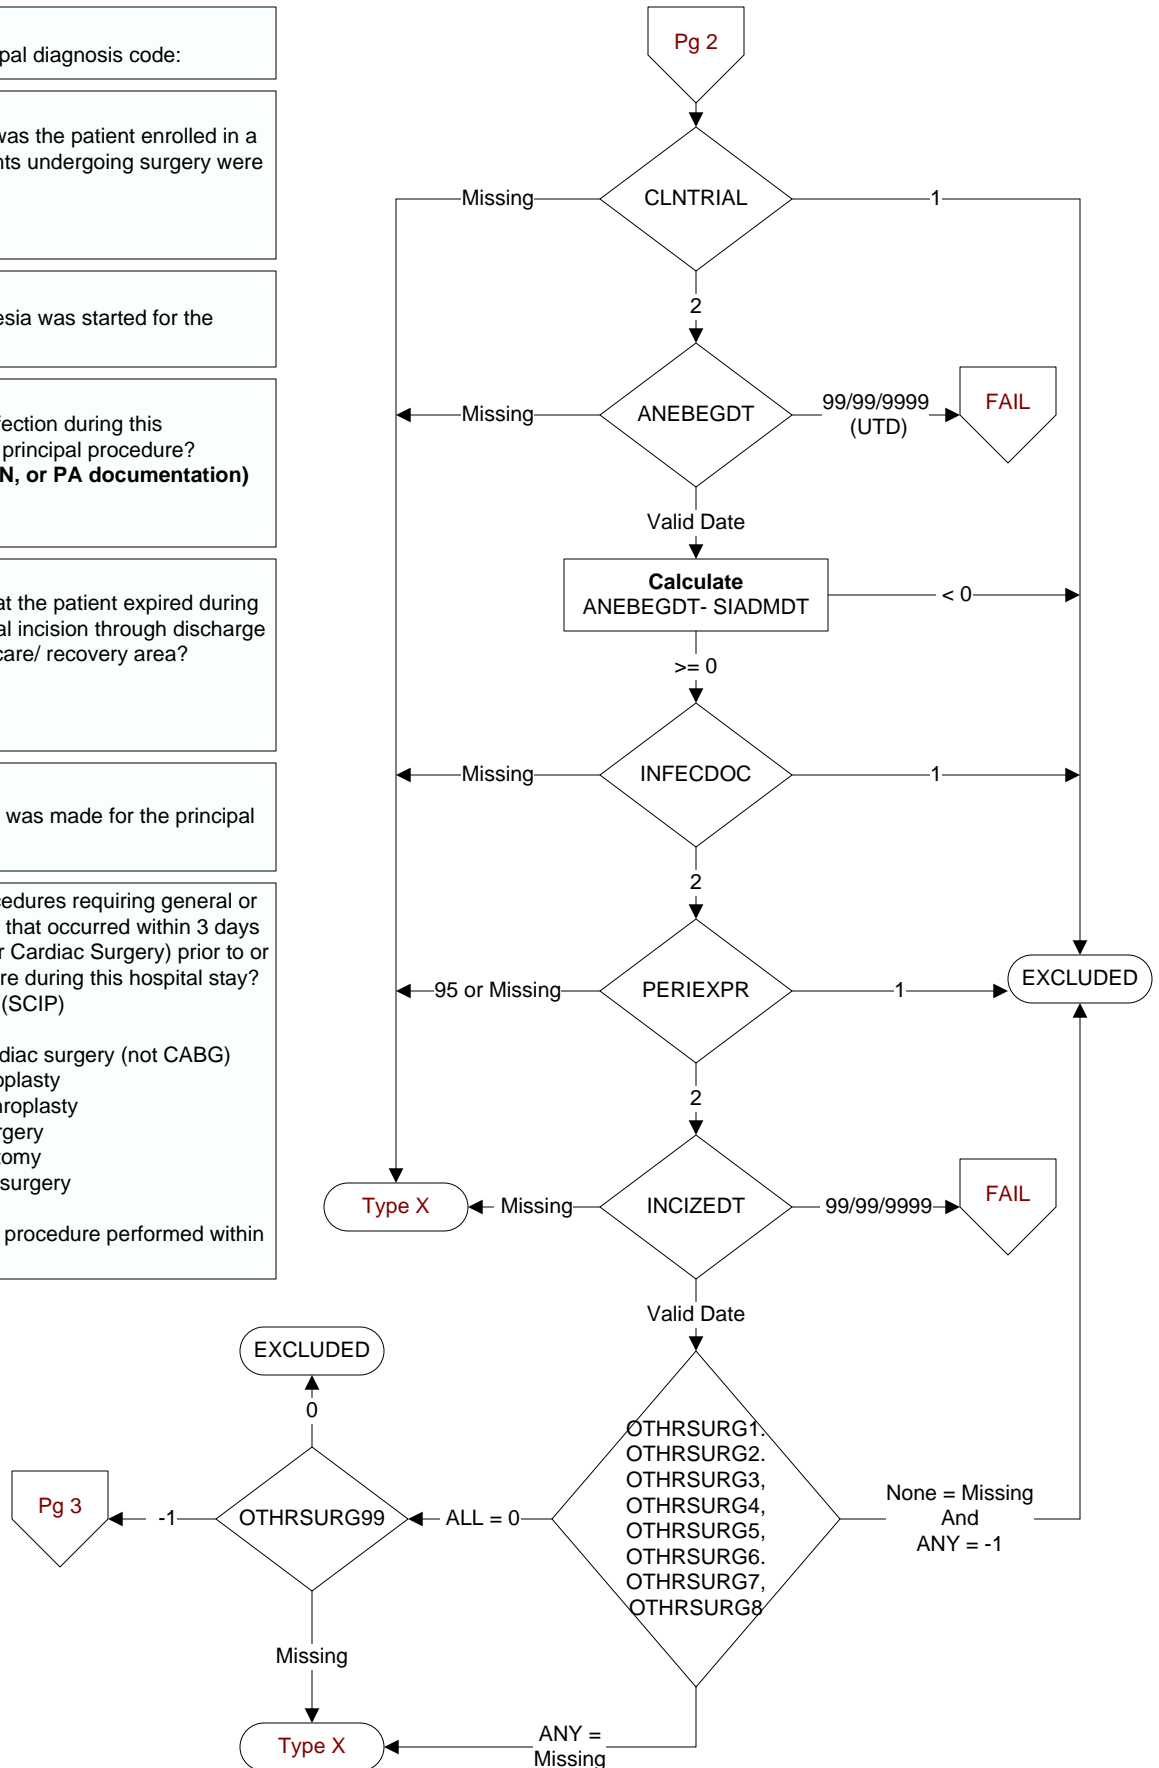 pal diagnosis code:
was the patient enrolled in a
nts undergoing surgery were
esia was started for the
fection during this
principal procedure?
N, or PA documentation)
at the patient expired during
al incision through discharge
care/ recovery area?
was made for the principal
cedures requiring general or
that occurred within 3 days
r Cardiac Surgery) prior to or
re during this hospital stay?
(SCIP)
diac surgery (not CABG)
oplasty
hroplasty
rgery
tomy
surgery
procedure performed within
Pg 2
CLNTRIAL
Missing
1
2
ANEBEGDT
Missing
99/99/9999
(UTD)
FAIL
Valid Date
Calculate
ANEBEGDT- SIADMDT
< 0
>= 0
INFECDOC
Missing
1
2
PERIEXPR
95 or Missing
1
EXCLUDED
2
INCIZEDT
Missing
Type X
99/99/9999
FAIL
Valid Date
OTHRSURG1.
OTHRSURG2.
OTHRSURG3,
OTHRSURG4,
OTHRSURG5,
OTHRSURG6.
OTHRSURG7,
OTHRSURG8
None = Missing
And
ANY = -1
ALL = 0
OTHRSURG99
EXCLUDED
0
-1
Pg 3
Missing
Type X
ANY =
Missing